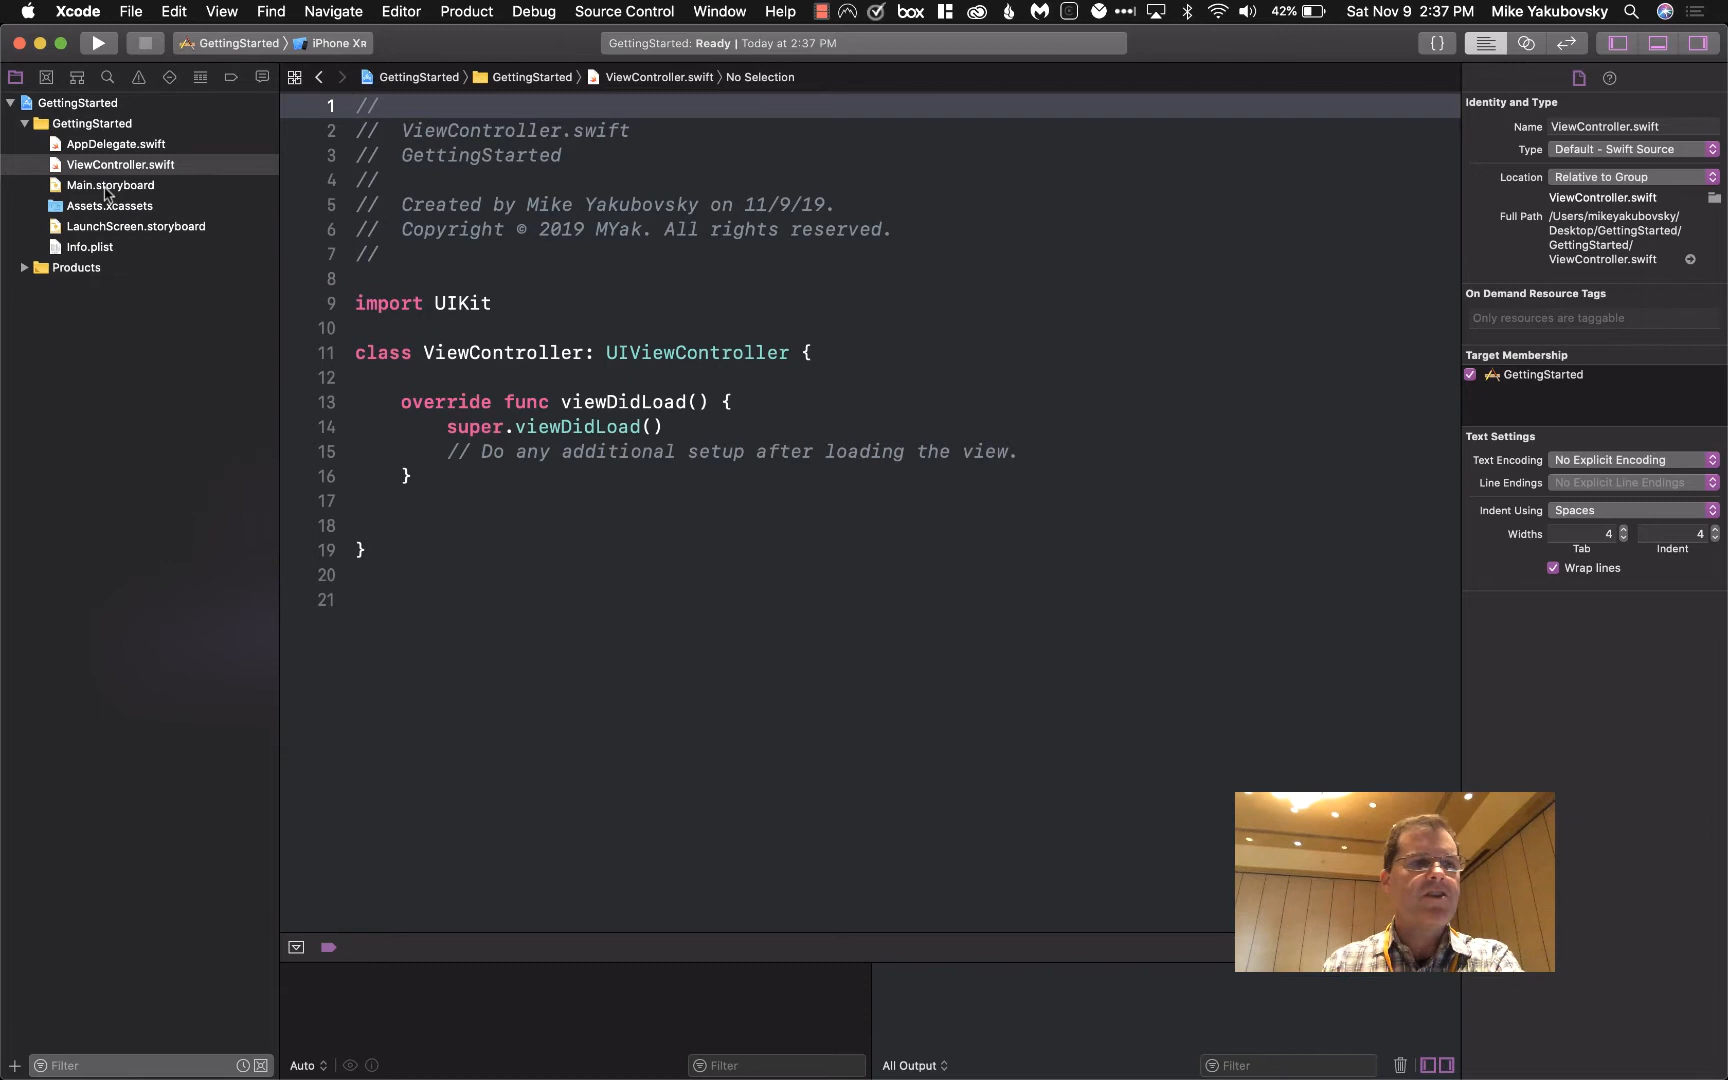 Xcode File Edit View Find Navigate Editor Product Debug Source Control Window Help box 42% Sat Nov 9 2:37 PM Mike Yakubovsky
GettingStarted iPhone XR GettingStarted: Ready | Today at 2:37 PM { }
GettingStarted GettingStarted ViewController.swift No Selection
GettingStarted
GettingStarted
AppDelegate.swift
ViewController.swift
Main.storyboard
Assets.xcassets
LaunchScreen.storyboard
Info.plist
Products
Filter
1 //
2 // ViewController.swift
3 // GettingStarted
4 //
5 // Created by Mike Yakubovsky on 11/9/19.
6 // Copyright © 2019 MYak. All rights reserved.
7 //
8
9 import UIKit
10
11 class ViewController: UIViewController {
12
13 override func viewDidLoad() {
14 super.viewDidLoad()
15 // Do any additional setup after loading the view.
16 }
17
18
19 }
20
21
Auto Filter All Output Filter
Identity and Type
Name ViewController.swift
Type Default - Swift Source
Location Relative to Group
ViewController.swift
Full Path /Users/mikeyakubovsky/
Desktop/GettingStarted/
GettingStarted/
ViewController.swift
On Demand Resource Tags
Only resources are taggable
Target Membership
GettingStarted
Text Settings
Text Encoding No Explicit Encoding
Line Endings No Explicit Line Endings
Indent Using Spaces
Widths 4 4
Tab Indent
Wrap lines